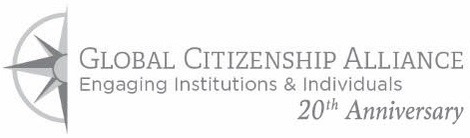 GLOBAL CITIZENSHIP ALLIANCE
Engaging Institutions & Individuals
20th Anniversary